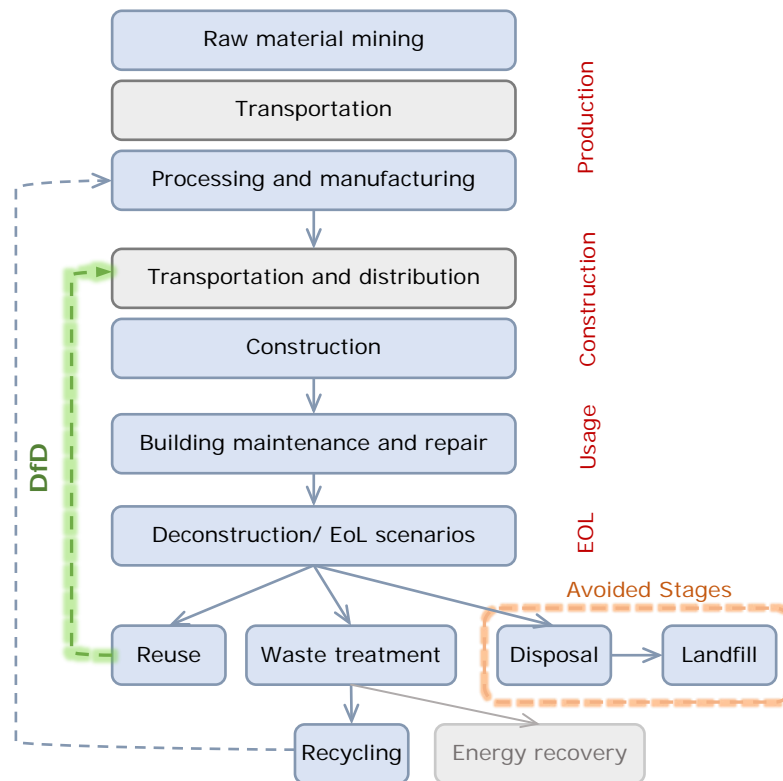 Raw material mining
Transportation
Production
Processing and manufacturing
Transportation and distribution
Construction
Construction
Building maintenance and repair
Usage
DfD
Deconstruction/ EoL scenarios
EOL
Avoided Stages
Reuse
Waste treatment
Disposal
Landfill
Recycling
Energy recovery